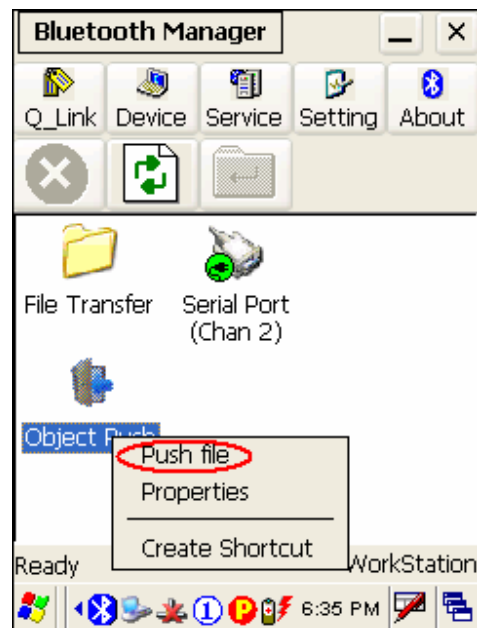 Bluetooth Manager
Q_Link Device Service Setting About
File Transfer Serial Port
(Chan 2)
Object Push
Push file
Properties
Create Shortcut
Ready WorkStation
1 P 6:35 PM